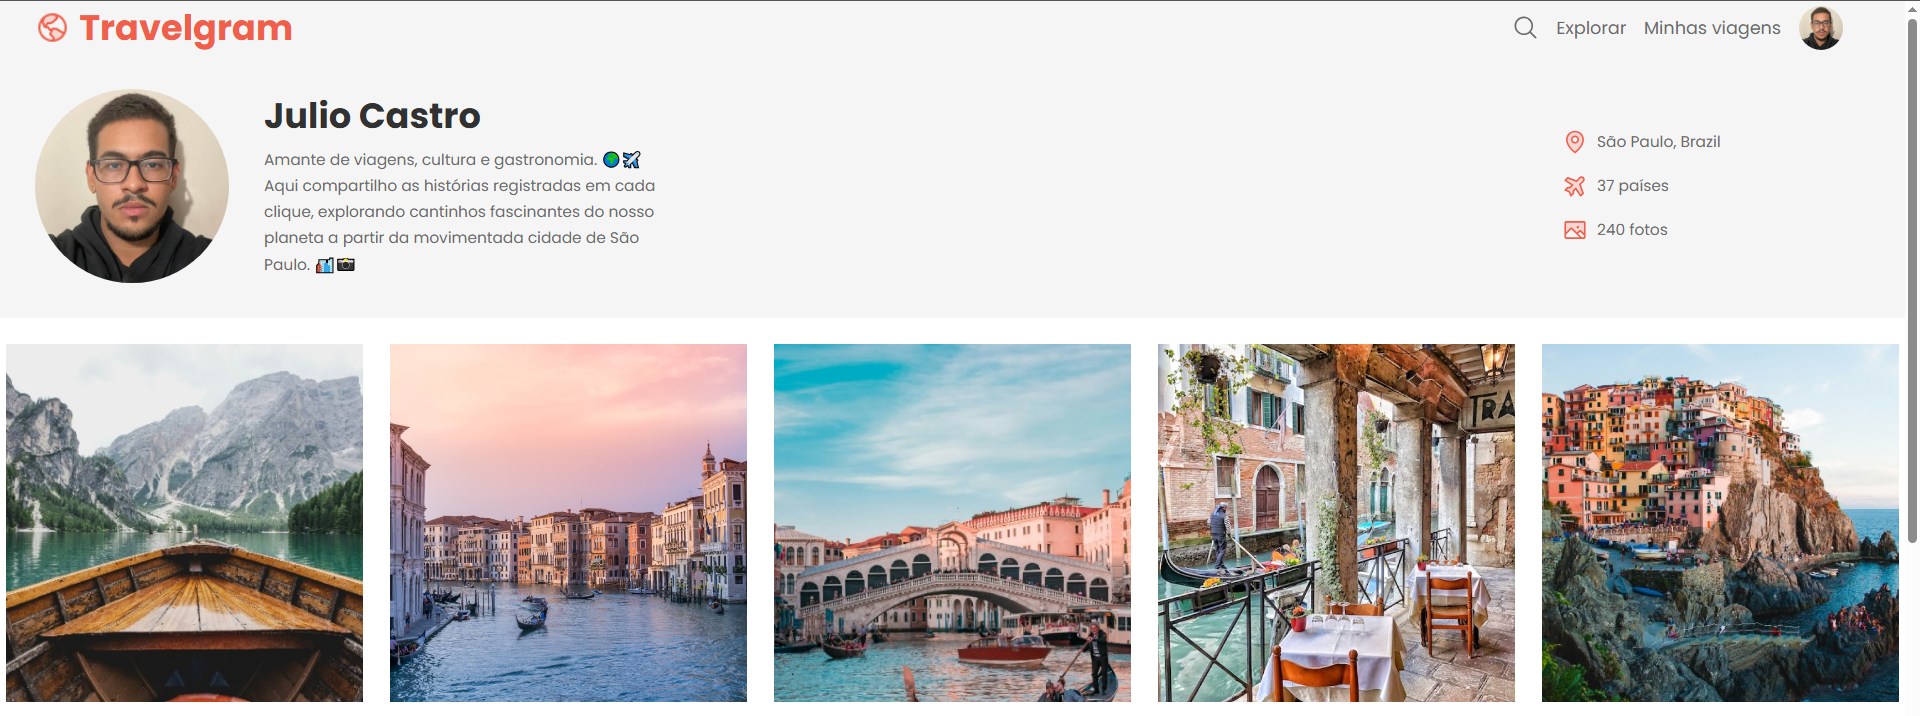 Travelgram
Explorar
Minhas viagens
Julio Castro
Amante de viagens, cultura e gastronomia. 🌍✈️
Aqui compartilho as histórias registradas em cada
clique, explorando cantinhos fascinantes do nosso
planeta a partir da movimentada cidade de São
Paulo. 🏙️📷
São Paulo, Brazil
37 países
240 fotos
TRA